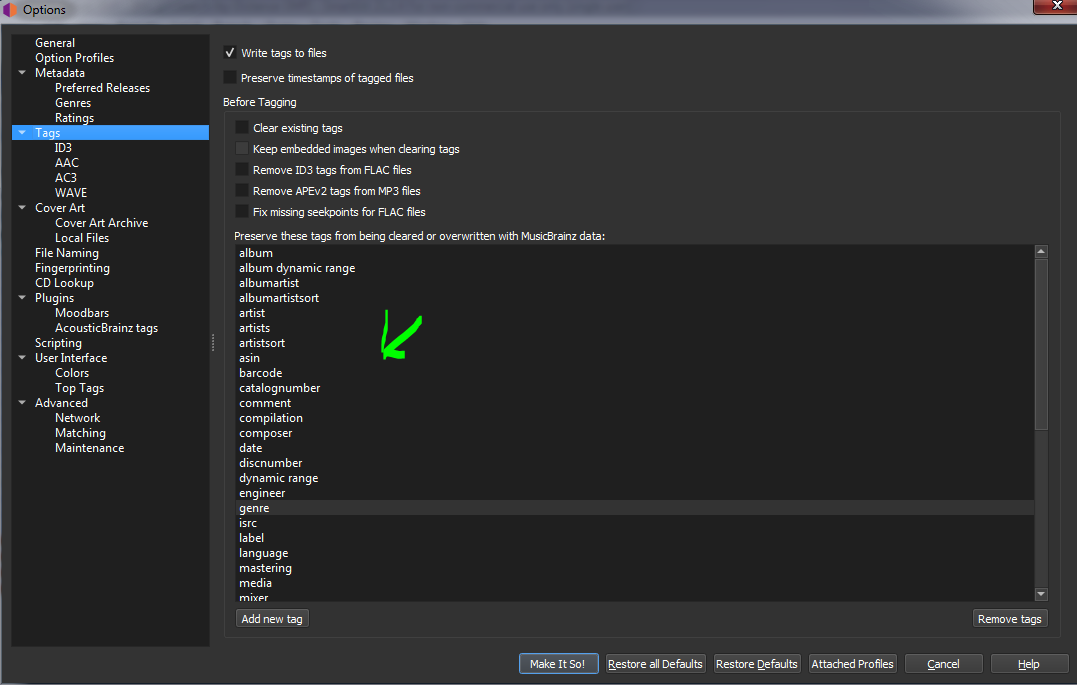 Options
General
Option Profiles
Metadata
Preferred Releases
Genres
Ratings
Tags
ID3
AAC
AC3
WAVE
Cover Art
Cover Art Archive
Local Files
File Naming
Fingerprinting
CD Lookup
Plugins
Moodbars
AcousticBrainz tags
Scripting
User Interface
Colors
Top Tags
Advanced
Network
Matching
Maintenance
Write tags to files
Preserve timestamps of tagged files
Before Tagging
Clear existing tags
Keep embedded images when clearing tags
Remove ID3 tags from FLAC files
Remove APEv2 tags from MP3 files
Fix missing seekpoints for FLAC files
Preserve these tags from being cleared or overwritten with MusicBrainz data:
album
album dynamic range
albumartist
albumartistsort
artist
artists
artistsort
asin
barcode
catalognumber
comment
compilation
composer
date
discnumber
dynamic range
engineer
genre
isrc
label
language
mastering
media
mixer
Add new tag
Remove tags
Make It So!
Restore all Defaults
Restore Defaults
Attached Profiles
Cancel
Help